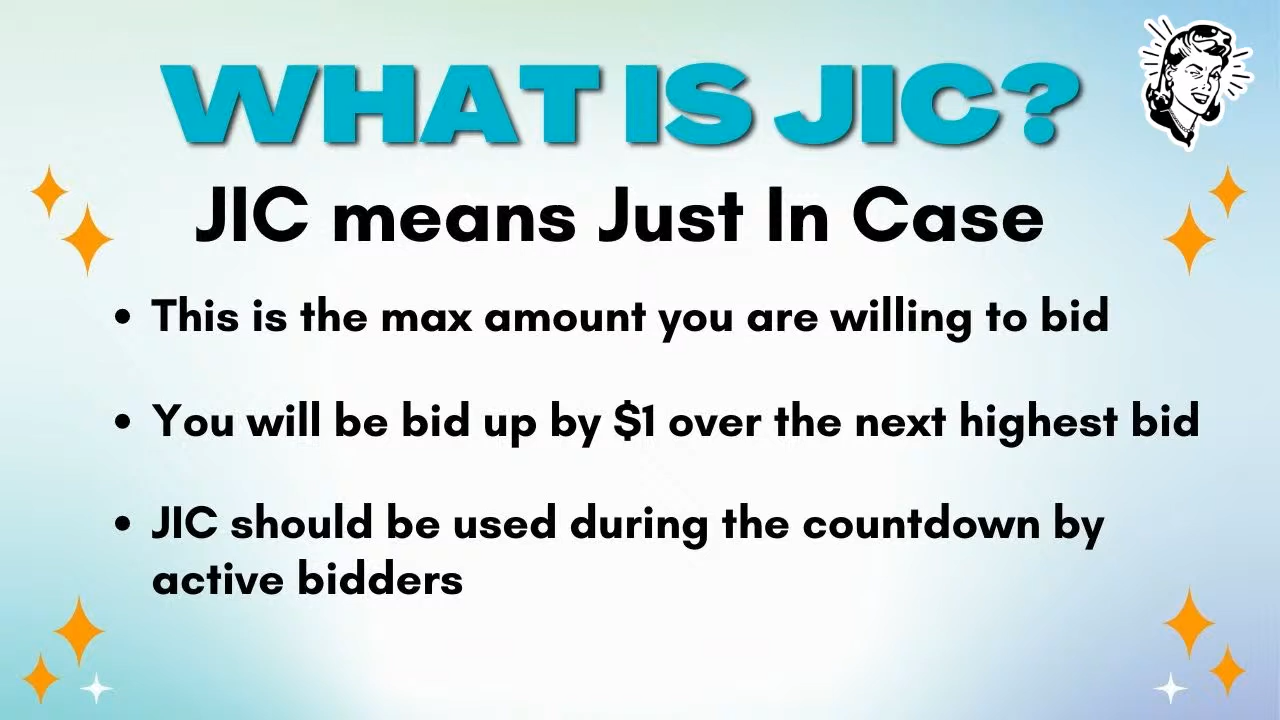 WHAT IS JIC?
JIC means Just In Case
• This is the max amount you are willing to bid
• You will be bid up by $1 over the next highest bid
• JIC should be used during the countdown by
active bidders